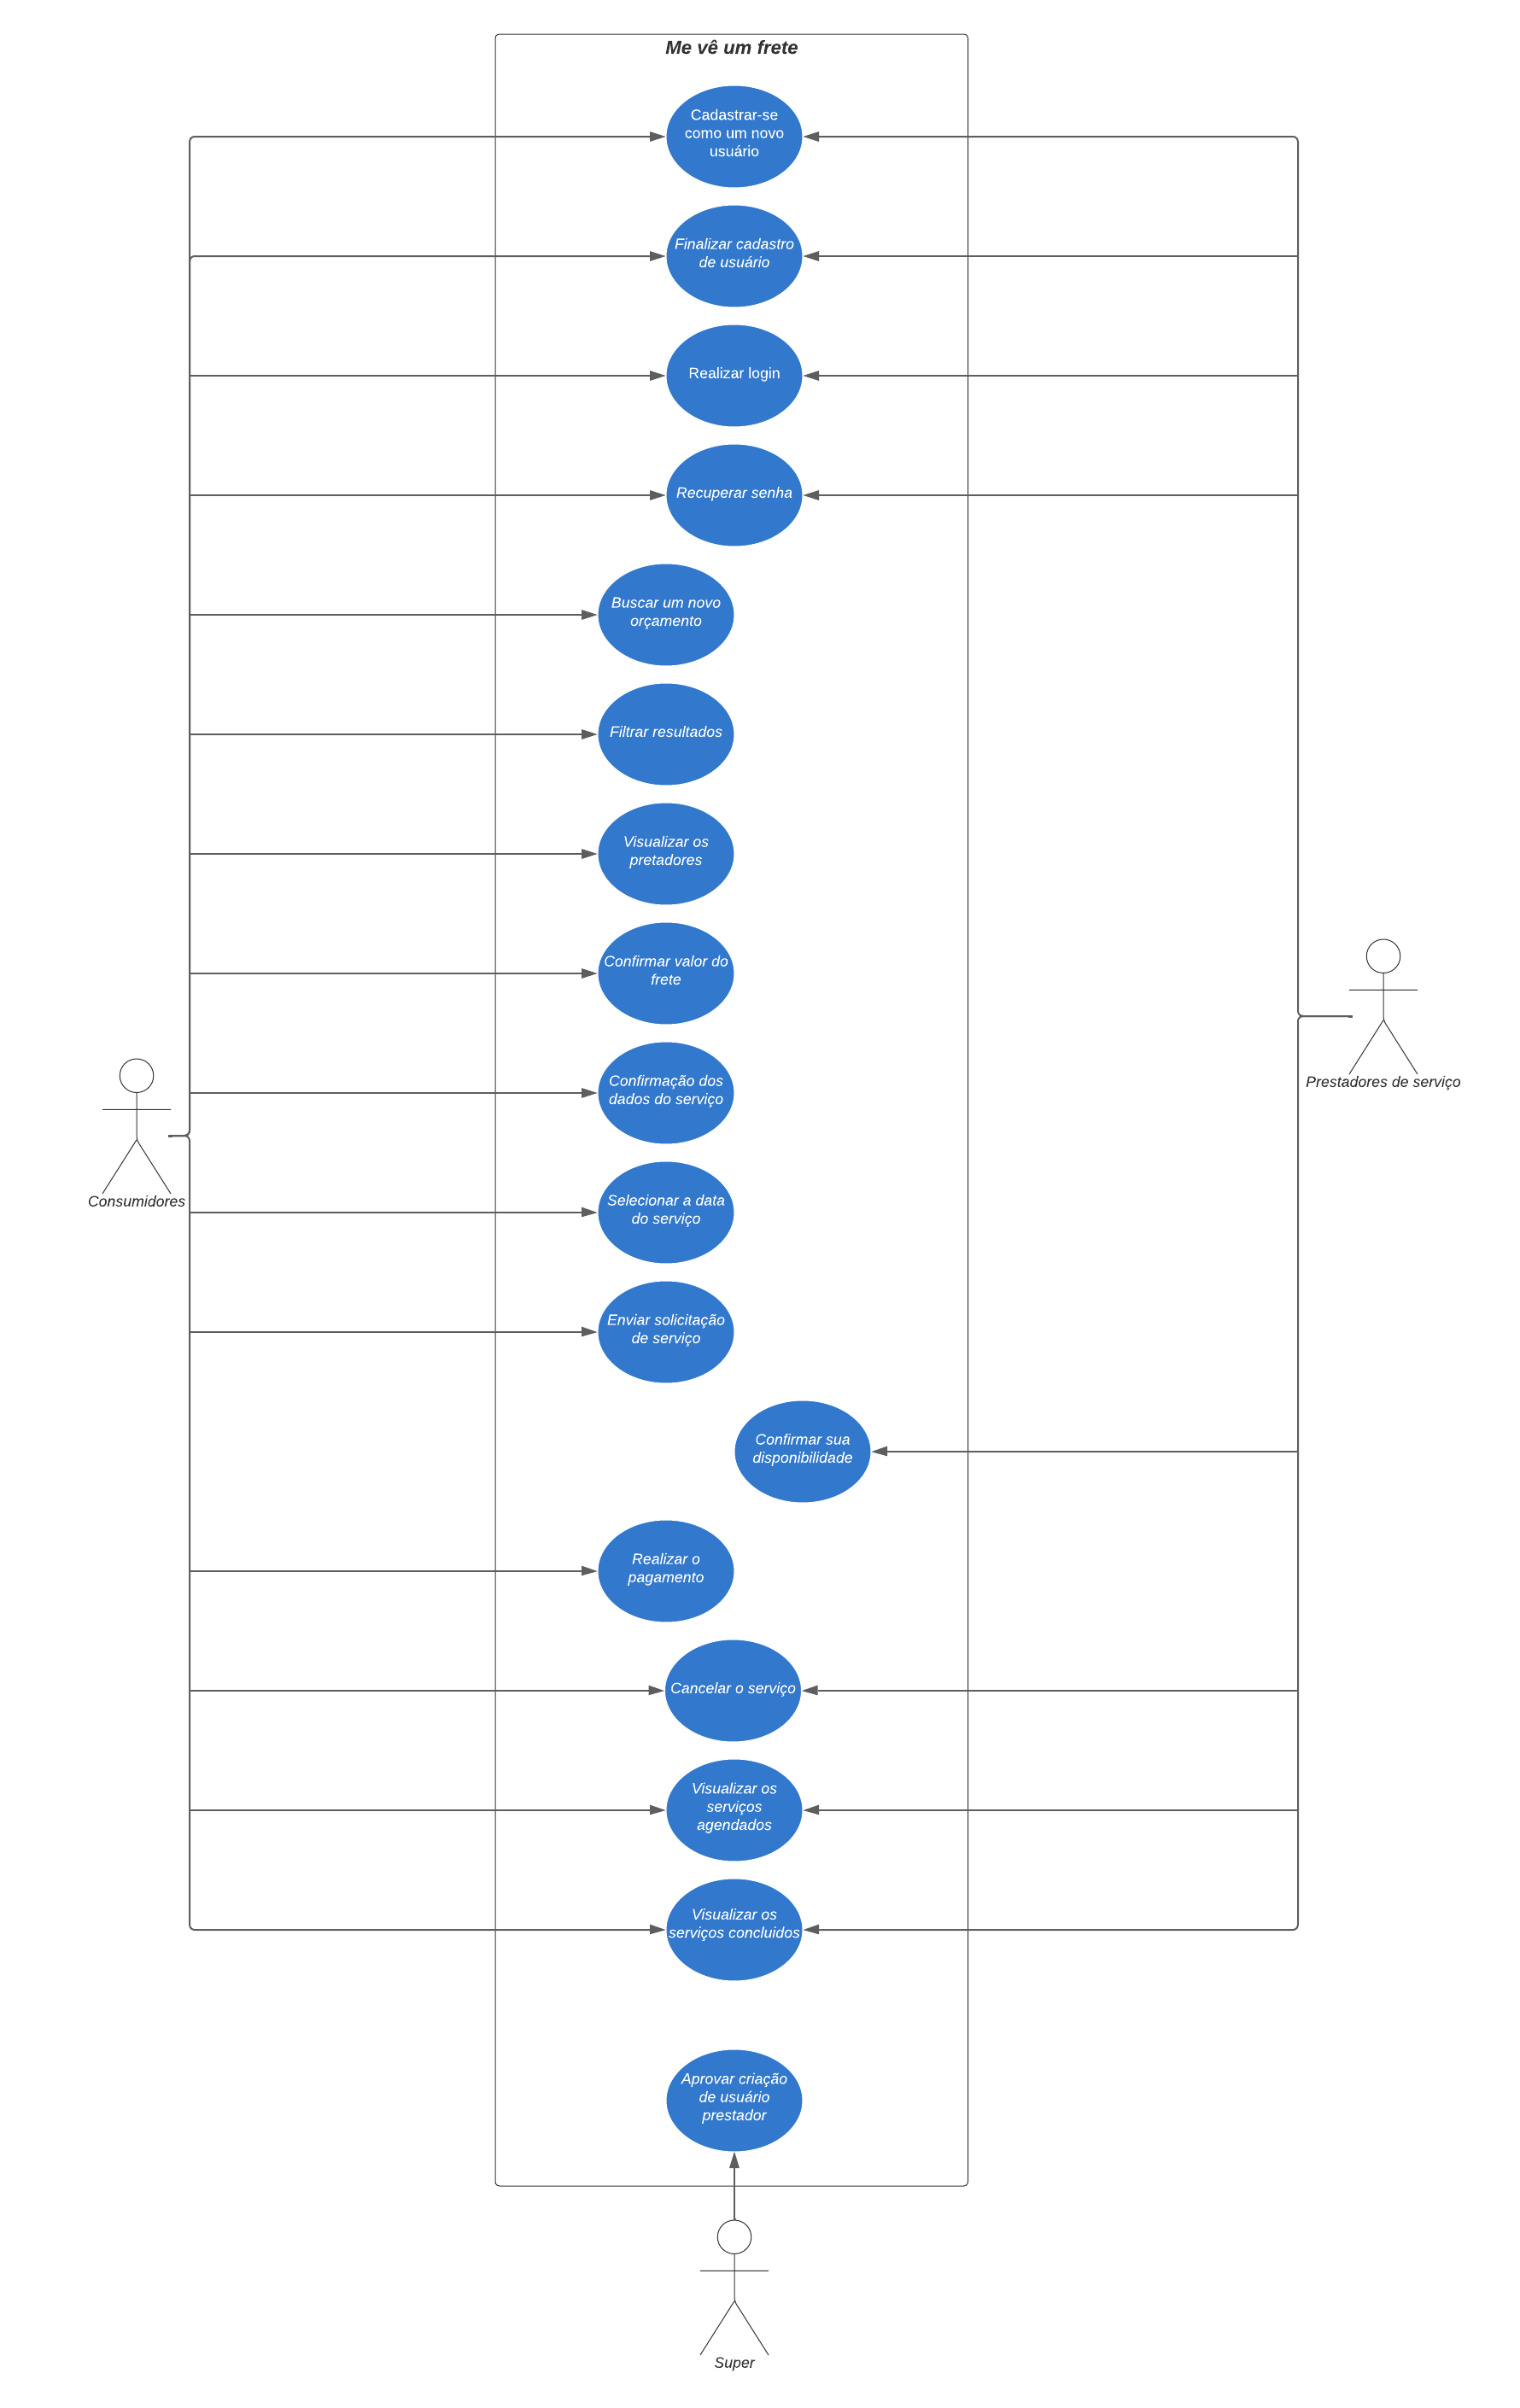 Me vê um frete
Cadastrar-se
como um novo
usuário
Finalizar cadastro
de usuário
Realizar login
Recuperar senha
Buscar um novo
orçamento
Filtrar resultados
Visualizar os
pretadores
Confirmar valor do
frete
Prestadores de serviço
Confirmação dos
dados do serviço
Consumidores
Selecionar a data
do serviço
Enviar solicitação
de serviço
Confirmar sua
disponibilidade
Realizar o
pagamento
Cancelar o serviço
Visualizar os
serviços
agendados
Visualizar os
serviços concluidos
Aprovar criação
de usuário
prestador
Super